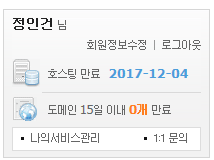 정인건 님
회원정보수정 | 로그아웃
호스팅 만료 2017-12-04
도메인 15일 이내 0개 만료
▪ 나의서비스관리 ▪ 1:1 문의